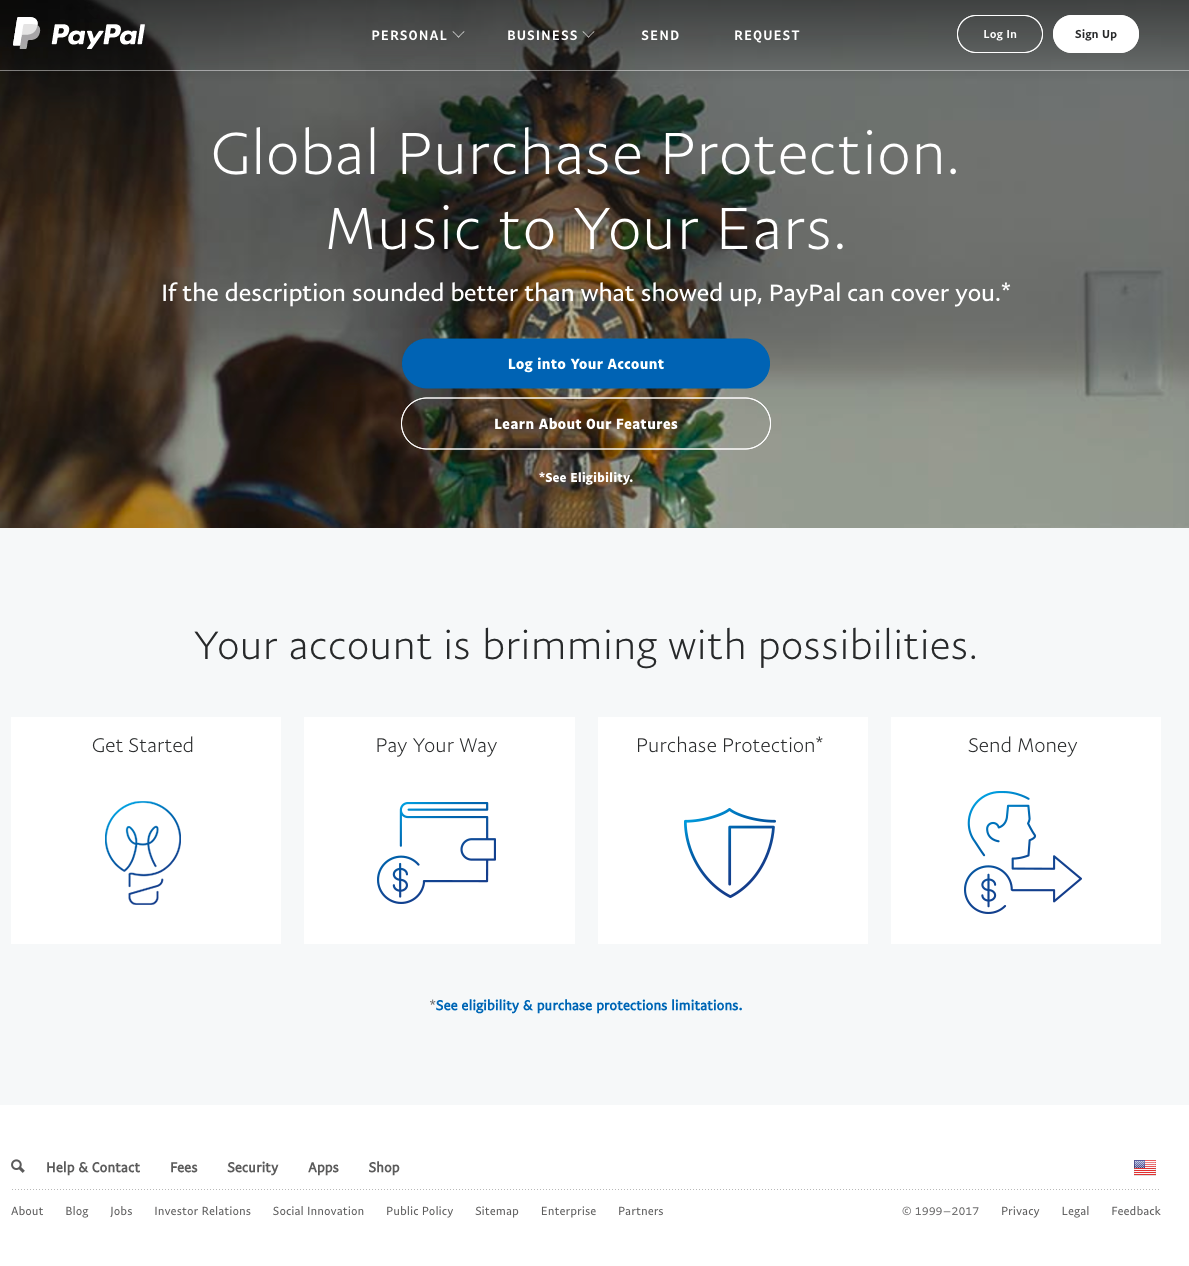 PayPal
PERSONAL
BUSINESS
SEND
REQUEST
Log In
Sign Up
Global Purchase Protection.
Music to Your Ears.
If the description sounded better than what showed up, PayPal can cover you.*
Log into Your Account
Learn About Our Features
*See Eligibility.
Your account is brimming with possibilities.
Get Started
Pay Your Way
Purchase Protection*
Send Money
$
$
*See eligibility & purchase protections limitations.
Help & Contact
Fees
Security
Apps
Shop
About
Blog
Jobs
Investor Relations
Social Innovation
Public Policy
Sitemap
Enterprise
Partners
© 1999–2017
Privacy
Legal
Feedback